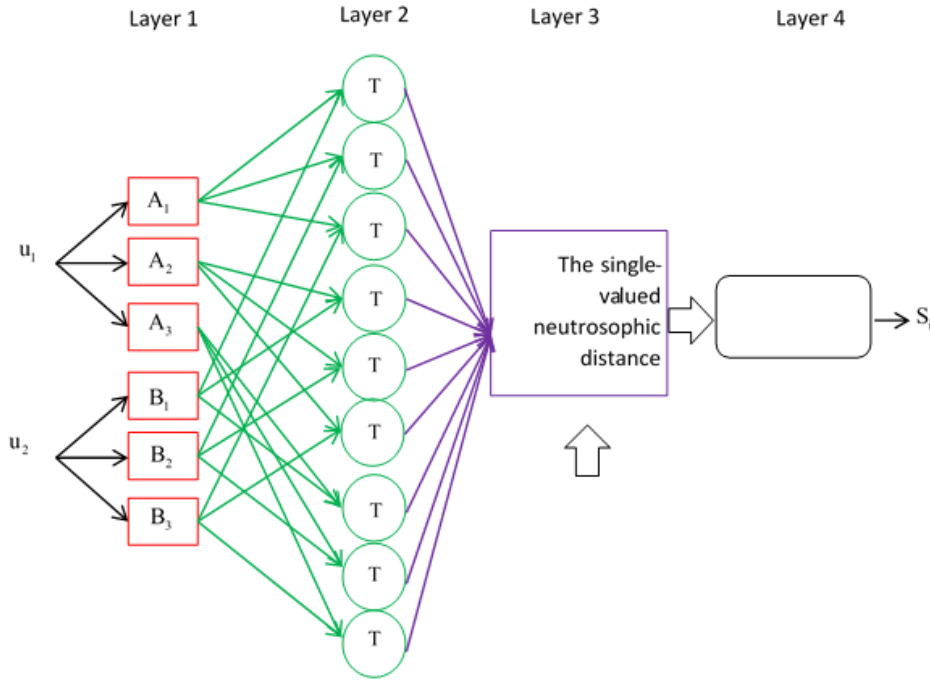 Layer 1
Layer 2
Layer 3
Layer 4
u1
A1
A2
A3
u2
B1
B2
B3
T
T
T
T
T
T
T
T
T
The single-
valued
neutrosophic
distance